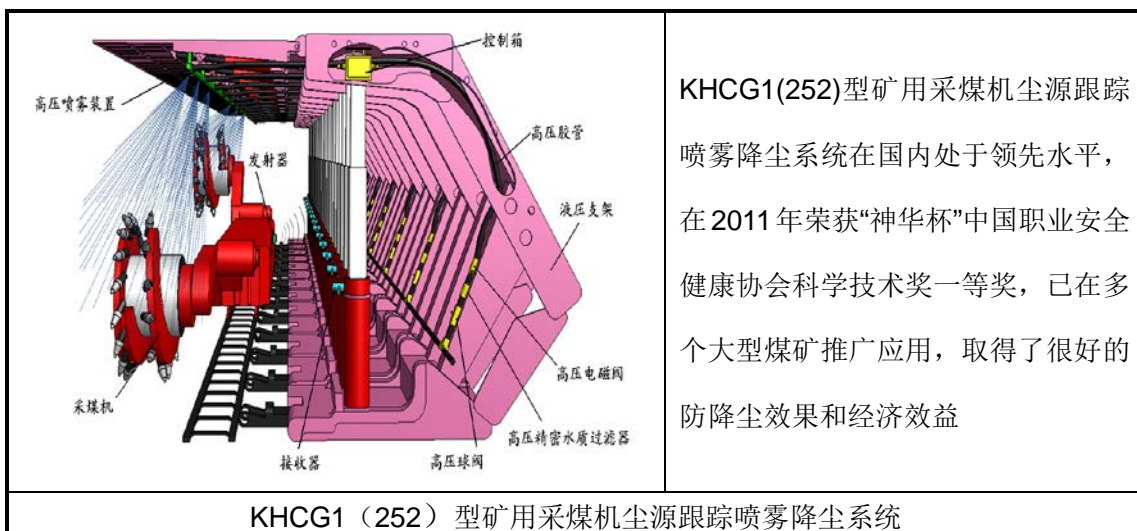 控制箱
高压喷雾装置
高压胶管
发射器
液压支架
高压电磁阀
采煤机
高压精密水质过滤器
接收器
高压球阀
KHCG1(252)型矿用采煤机尘源跟踪
喷雾降尘系统在国内处于领先水平，
在2011年荣获“神华杯”中国职业安全
健康协会科学技术奖一等奖，已在多
个大型煤矿推广应用，取得了很好的
防降尘效果和经济效益
KHCG1（252）型矿用采煤机尘源跟踪喷雾降尘系统